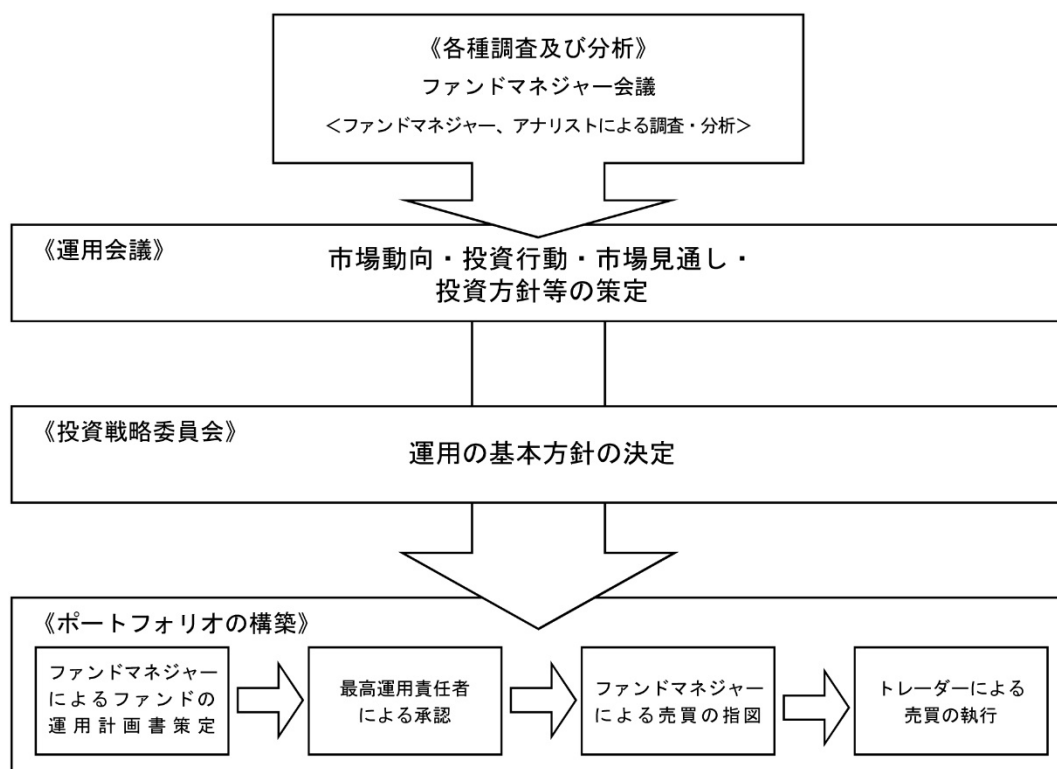 《各種調査及び分析》
ファンドマネジャー会議
＜ファンドマネジャー、アナリストによる調査・分析＞
《運用会議》
市場動向・投資行動・市場見通し・
投資方針等の策定
《投資戦略委員会》
運用の基本方針の決定
《ポートフォリオの構築》
ファンドマネジャー
によるファンドの
運用計画書策定
最高運用責任者
による承認
ファンドマネジャー
による売買の指図
トレーダーによる
売買の執行